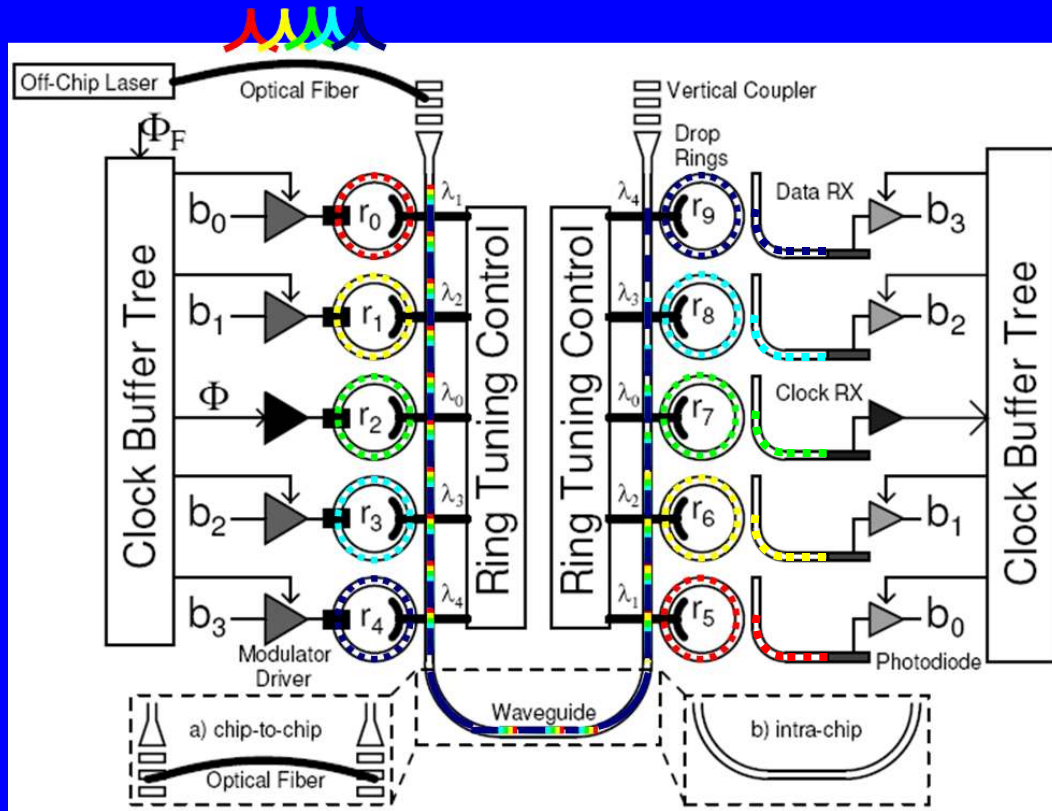 Off-Chip Laser
Optical Fiber
Vertical Coupler
Φ_F
Drop
Rings
Clock Buffer Tree
b₀
r₀
λ₁
λ₄
r₉
Data RX
b₃
b₁
r₁
λ₂
λ₃
r₈
b₂
Φ
r₂
λ₀
Ring Tuning Control
Ring Tuning Control
λ₀
r₇
Clock RX
Clock Buffer Tree
b₂
r₃
λ₃
λ₂
r₆
b₁
b₃
r₄
λ₄
λ₁
r₅
b₀
Modulator
Driver
Photodiode
Waveguide
a) chip-to-chip
Optical Fiber
b) intra-chip